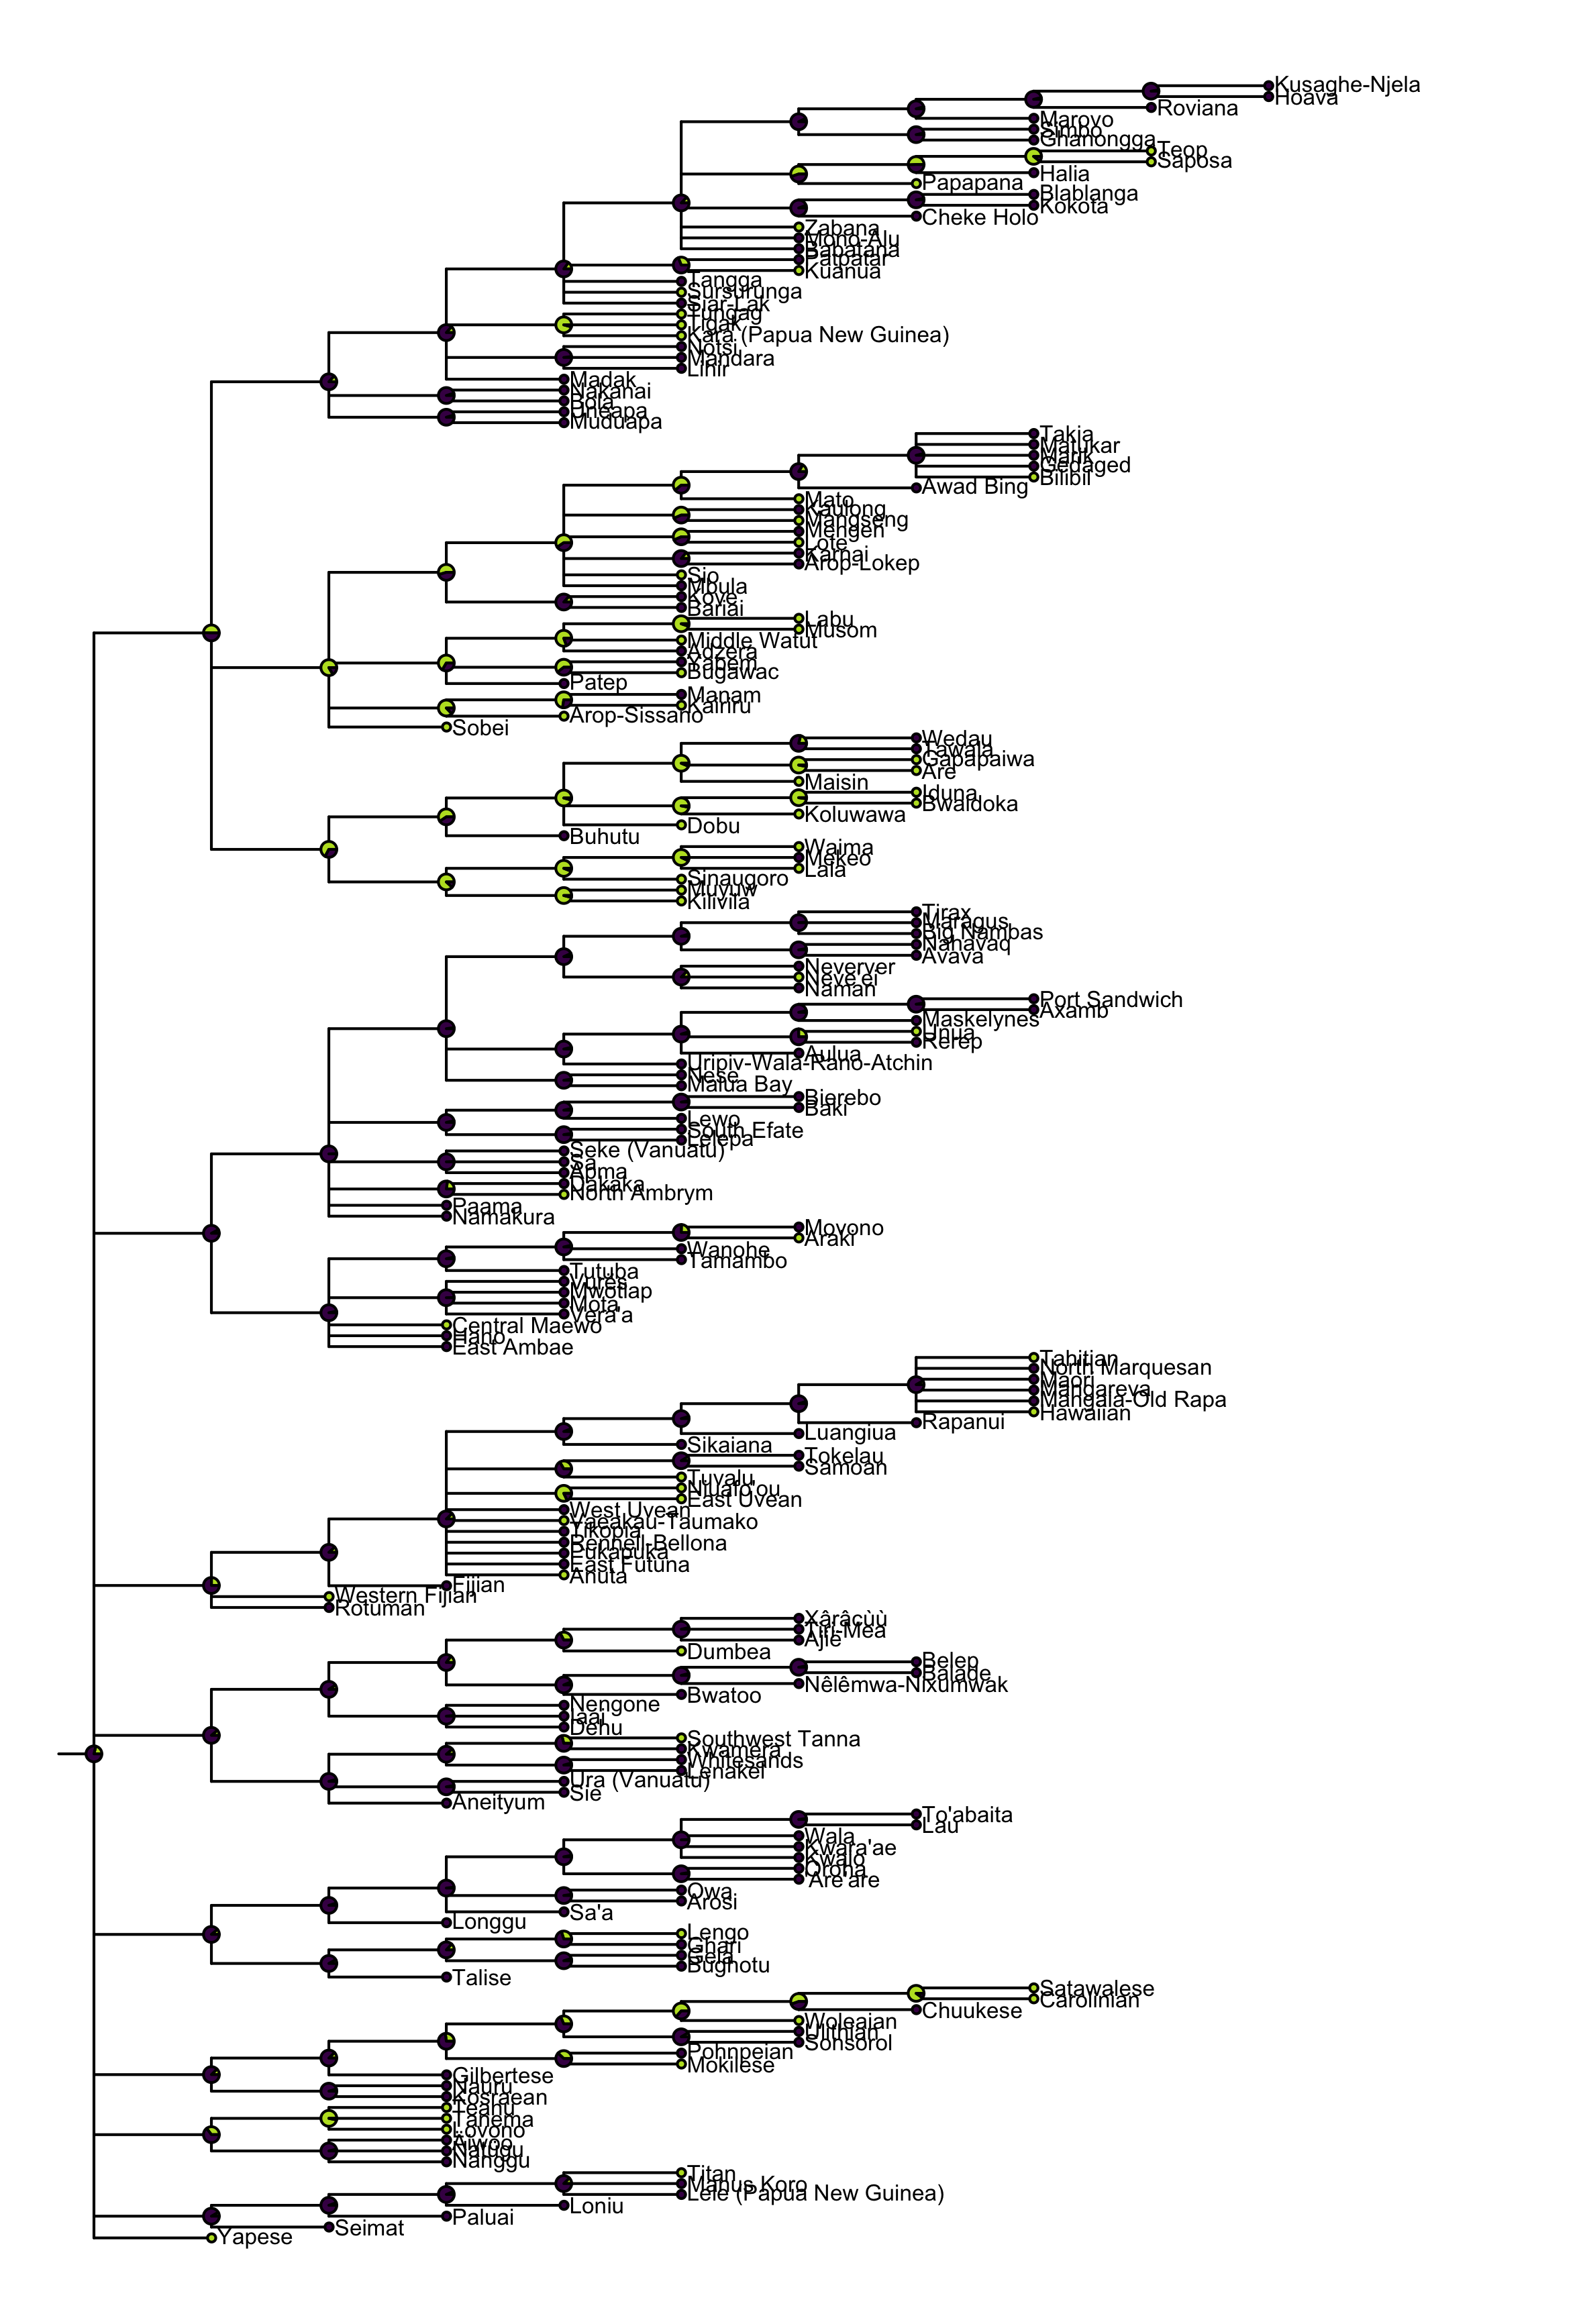 Kusaghe-Njela
Hoava
Roviana
Marovo
Simbo
Ghanongga
Teop
Saposa
Halia
Papapana
Blablanga
Kokota
Cheke Holo
Zabana
Mono-Alu
Babatana
Patpatar
Kuanua
Tangga
Sursurunga
Siar-Lak
Tungag
Tigak
Kara (Papua New Guinea)
Notsi
Mandara
Lihir
Madak
Nakanai
Bola
Uneapa
Muduapa
Takia
Matukar
Mank
Gedaged
Bilibil
Awad Bing
Mato
Kaulong
Mangseng
Mengen
Lote
Karnai
Arop-Lokep
Sio
Mbula
Kove
Bariai
Labu
Musom
Middle Watut
Adzera
Yabem
Bugawac
Patep
Manam
Kairiru
Arop-Sissano
Sobei
Wedau
Tawala
Gapapaiwa
Are
Maisin
Iduna
Bwaidoka
Koluwawa
Dobu
Buhutu
Waima
Mekeo
Lala
Sinaugoro
Muyuw
Kilivila
Tirax
Maragus
Big Nambas
Nahavaq
Avava
Neverver
Neve'ei
Naman
Port Sandwich
Axamb
Maskelynes
Unua
Rerep
Aulua
Uripiv-Wala-Rano-Atchin
Nese
Malua Bay
Bierebo
Baki
Lewo
South Efate
Lelepa
Seke (Vanuatu)
Sa
Apma
Dakaka
North Ambrym
Paama
Namakura
Movono
Araki
Wanohe
Tamambo
Tutuba
Vurës
Mwotlap
Mota
Vera'a
Central Maewo
Hano
East Ambae
Tahitian
North Marquesan
Maori
Mangareva
Mangaia-Old Rapa
Hawaiian
Rapanui
Luangiua
Sikaiana
Tokelau
Samoan
Tuvalu
Niuafo'ou
East Uvean
West Uvean
Vaeakau-Taumako
Tikopia
Rennell-Bellona
Pukapuka
East Futuna
Anuta
Fijian
Western Fijian
Rotuman
Xârâcùù
Tiri-Mea
Ajië
Dumbea
Belep
Balade
Nêlêmwa-Nixumwak
Bwatoo
Nengone
Iaai
Dehu
Southwest Tanna
Kwamera
Whitesands
Lenakel
Ura (Vanuatu)
Sie
Aneityum
To'abaita
Lau
Wala
Kwara'ae
Kwaio
Oroha
'Are'are
Owa
Arosi
Sa'a
Longgu
Lengo
Ghari
Gela
Bughotu
Talise
Satawalese
Carolinian
Chuukese
Woleaian
Ulithian
Sonsorol
Pohnpeian
Mokilese
Gilbertese
Nauru
Kosraean
Teanu
Tanema
Lovono
Äiwoo
Natügu
Nanggu
Titan
Manus Koro
Lele (Papua New Guinea)
Loniu
Paluai
Seimat
Yapese